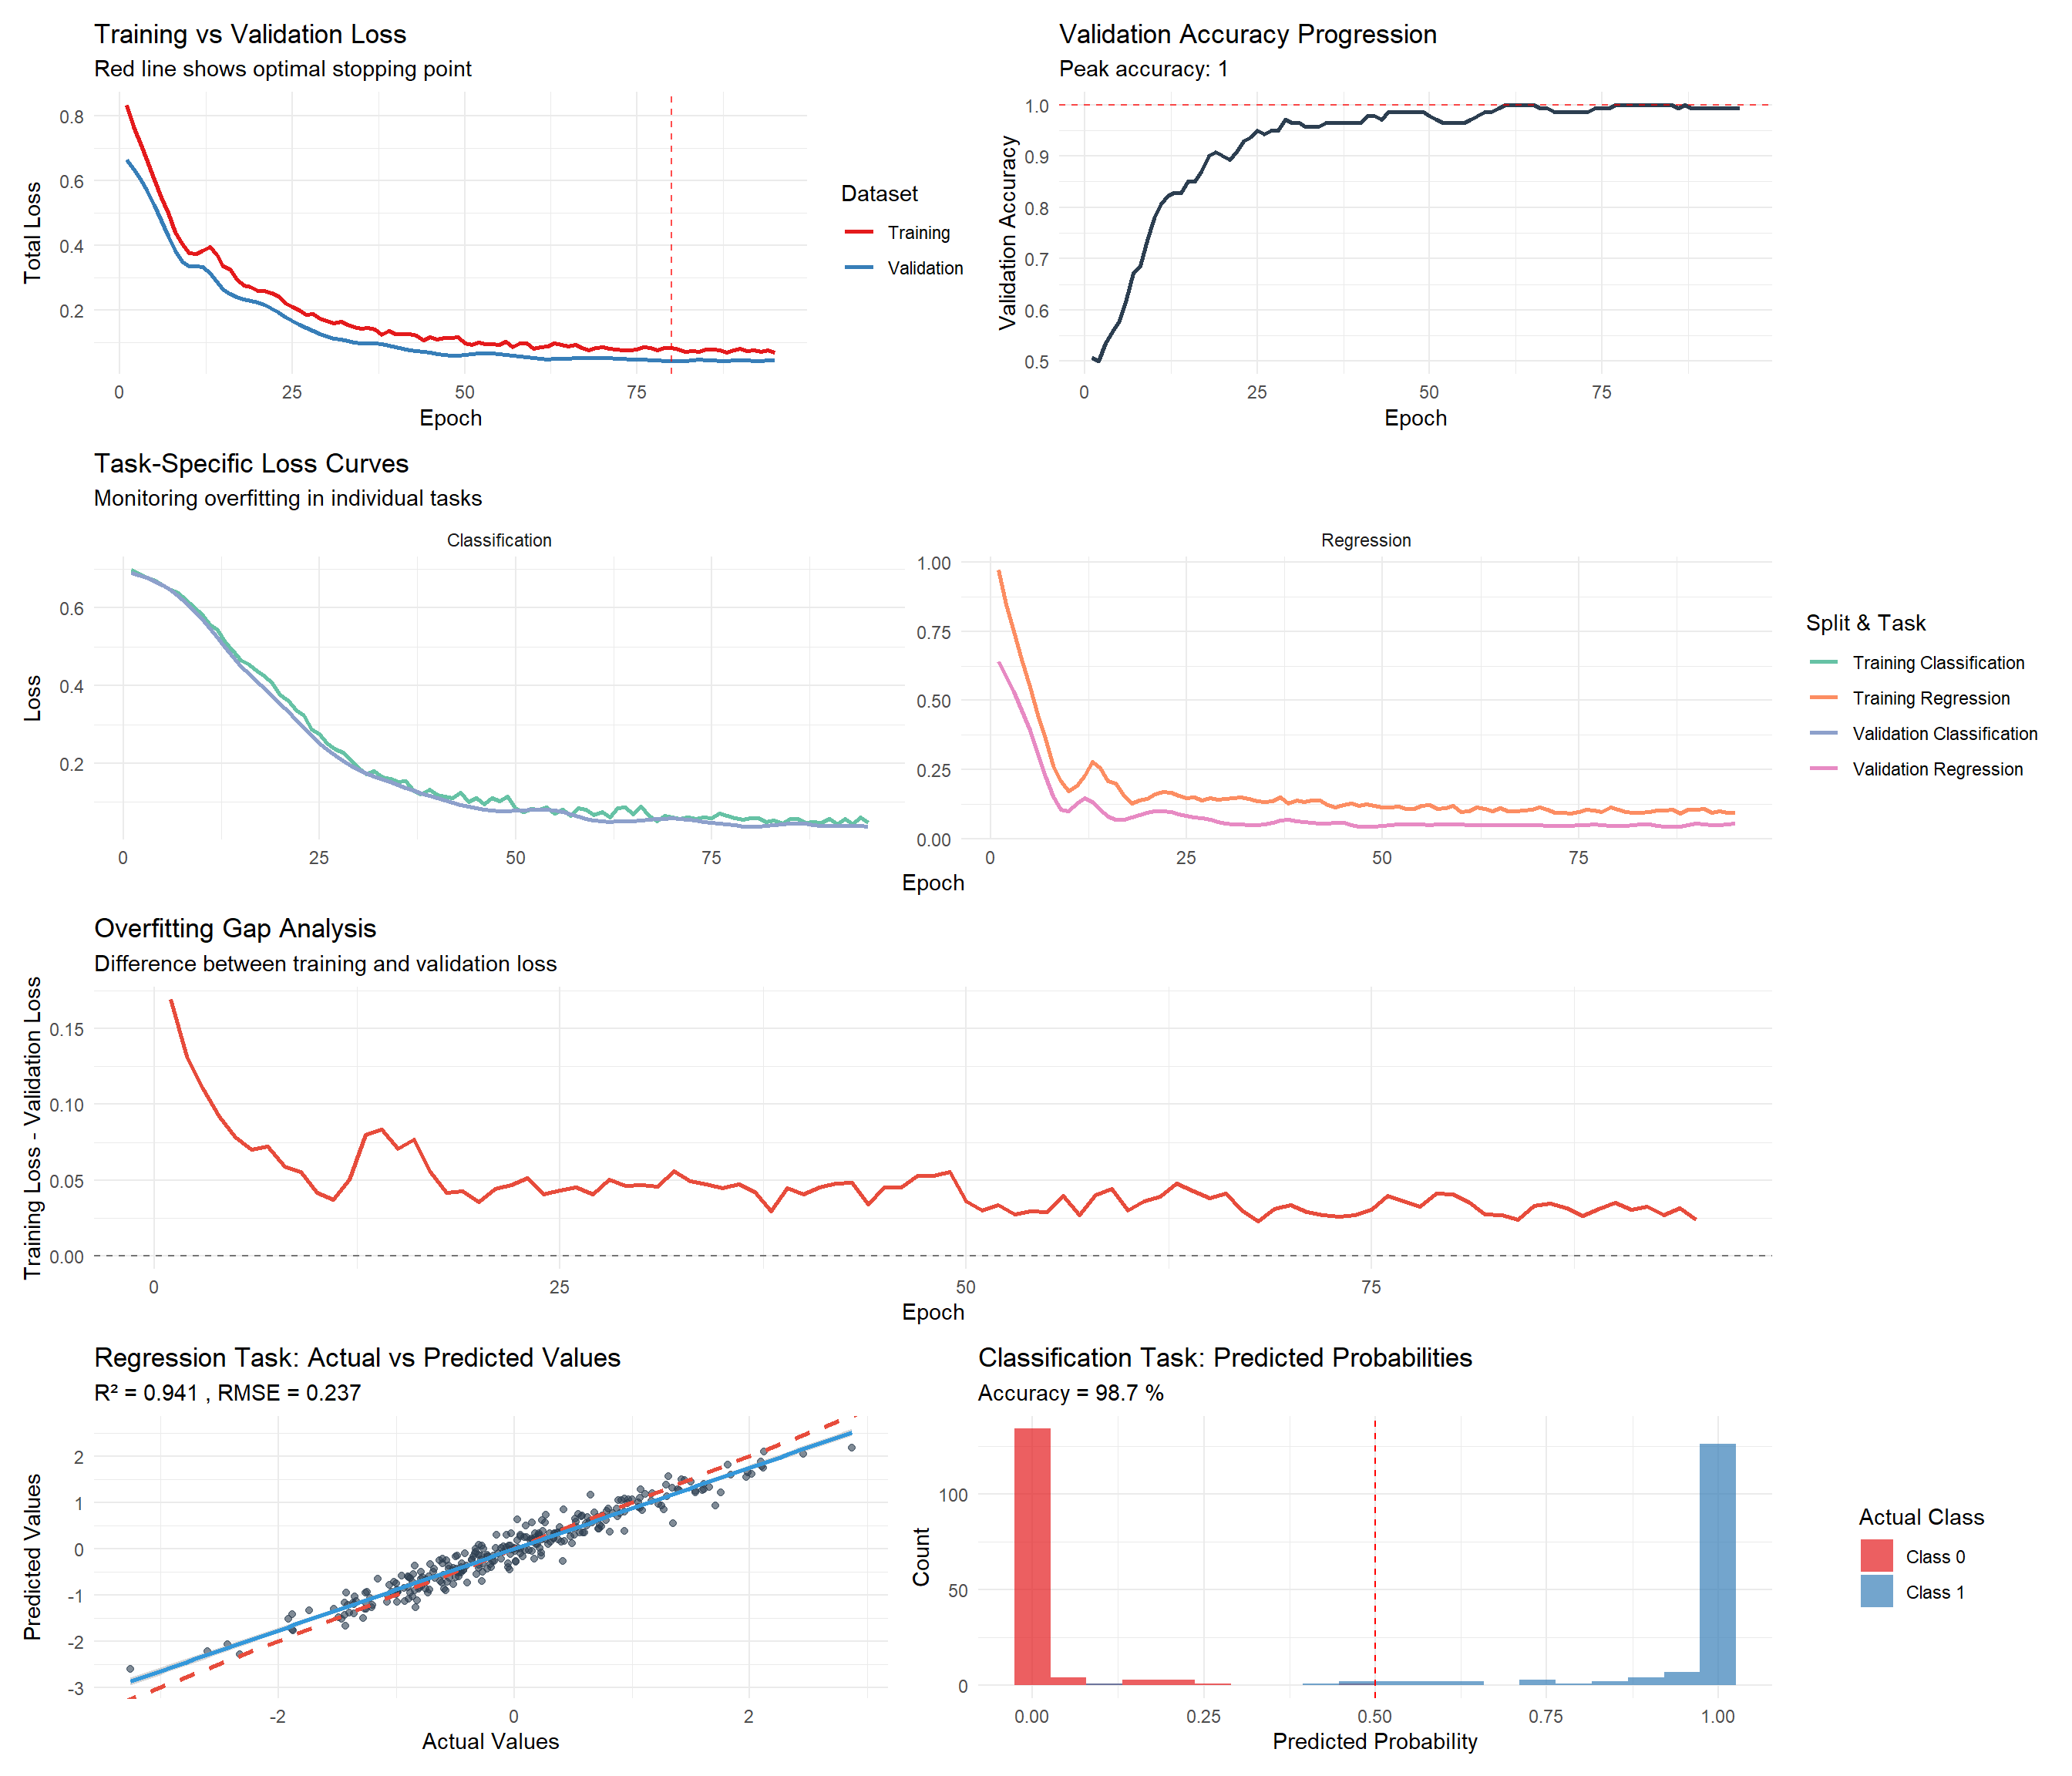 Training vs Validation Loss
Red line shows optimal stopping point
Total Loss
0.8
0.6
0.4
0.2
0
25
50
75
Epoch
Dataset
Training
Validation
Validation Accuracy Progression
Peak accuracy: 1
Validation Accuracy
1.0
0.9
0.8
0.7
0.6
0.5
0
25
50
75
Epoch
Task-Specific Loss Curves
Monitoring overfitting in individual tasks
Classification
Loss
0.6
0.4
0.2
0
25
50
75
Regression
1.00
0.75
0.50
0.25
0.00
0
25
50
75
Epoch
Split & Task
Training Classification
Training Regression
Validation Classification
Validation Regression
Overfitting Gap Analysis
Difference between training and validation loss
Training Loss - Validation Loss
0.15
0.10
0.05
0.00
0
25
50
75
Epoch
Regression Task: Actual vs Predicted Values
R² = 0.941 , RMSE = 0.237
Predicted Values
2
1
0
-1
-2
-3
-2
0
2
Actual Values
Classification Task: Predicted Probabilities
Accuracy = 98.7 %
Count
100
50
0
0.00
0.25
0.50
0.75
1.00
Predicted Probability
Actual Class
Class 0
Class 1